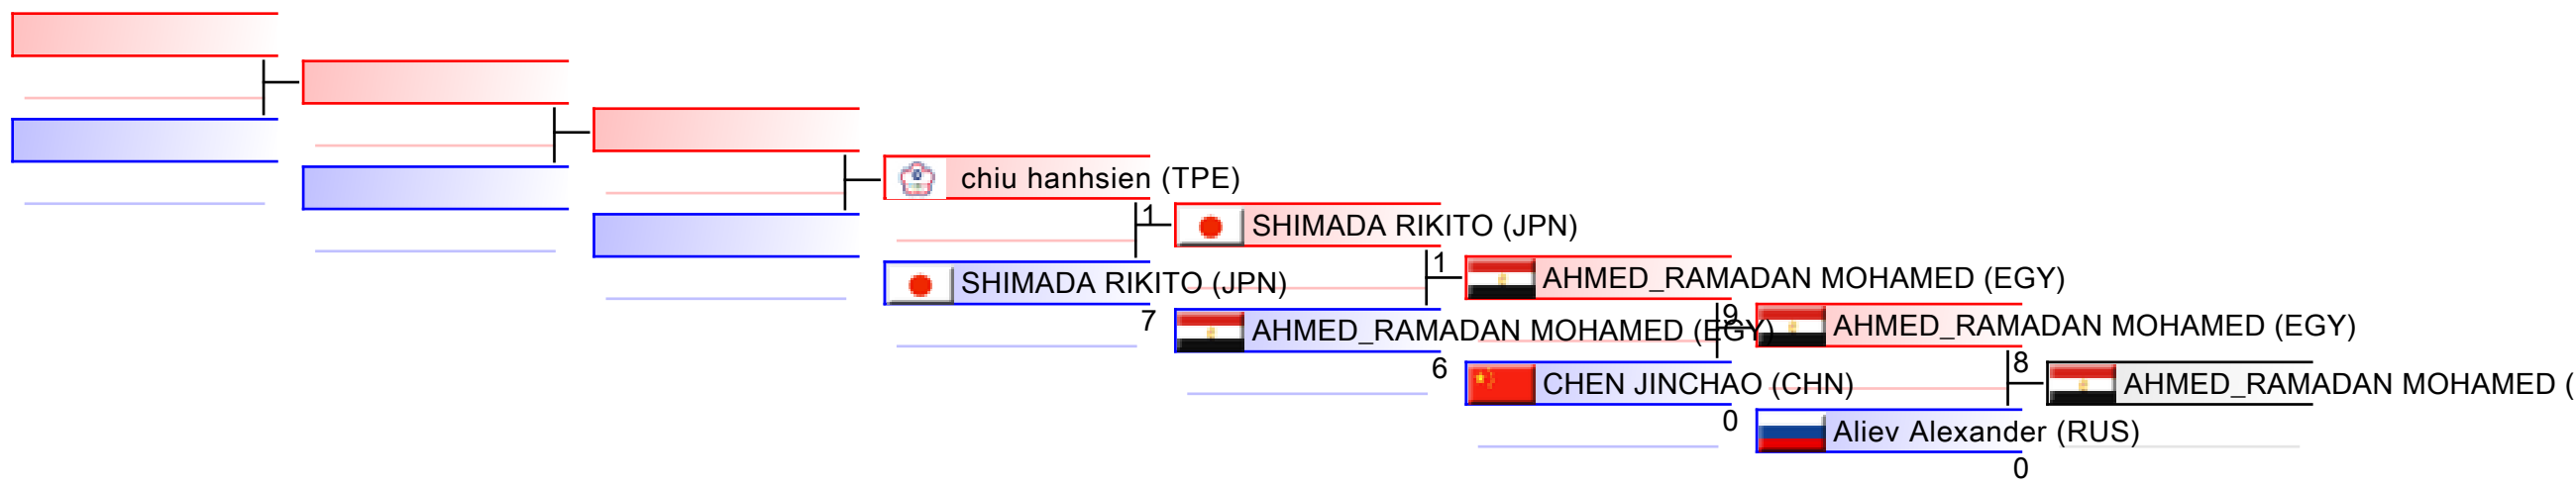 chiu hanhsien (TPE)
1
SHIMADA RIKITO (JPN)
SHIMADA RIKITO (JPN)
7
1
AHMED_RAMADAN MOHAMED (EGY)
AHMED_RAMADAN MOHAMED (EGY)
6
9
AHMED_RAMADAN MOHAMED (EGY)
CHEN JINCHAO (CHN)
0
8
AHMED_RAMADAN MOHAMED (
Aliev Alexander (RUS)
0